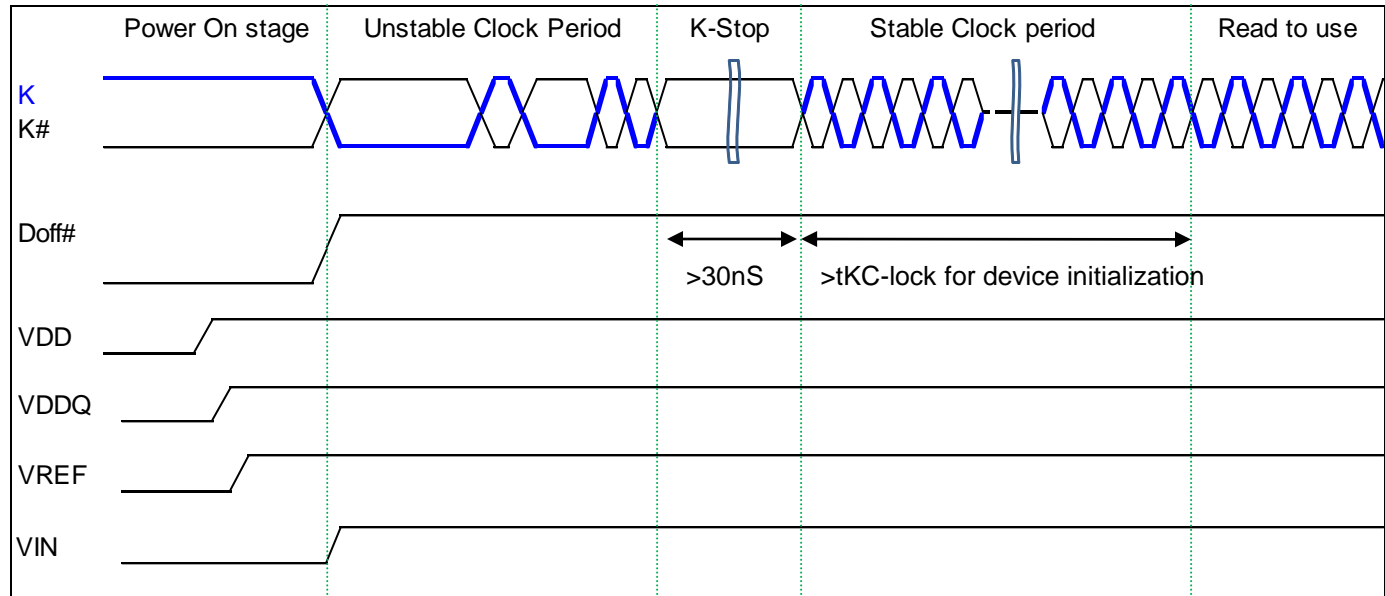 Power On stage Unstable Clock Period K-Stop Stable Clock period Read to use
K
K#
Doff#
>30nS >tKC-lock for device initialization
VDD
VDDQ
VREF
VIN